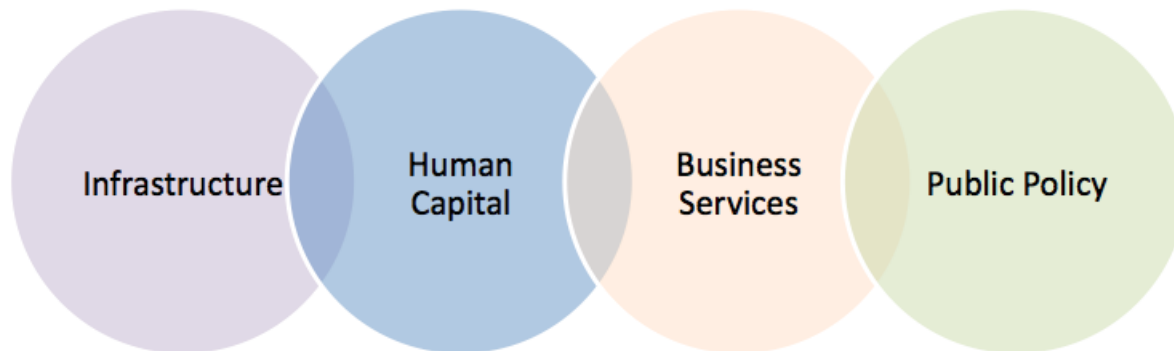 Infrastructure
Human
Capital
Business
Services
Public Policy